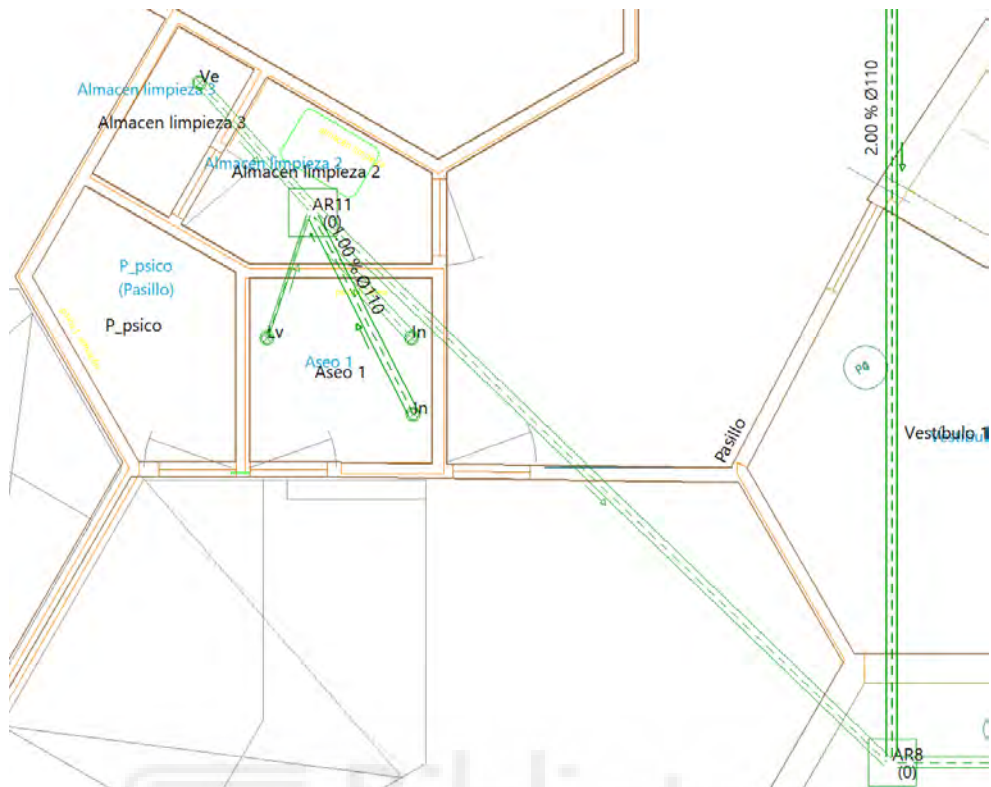 Ve
Almacen limpieza 3
Almacen limpieza 3
2.00 % Ø110
Almacen limpieza 2
Almacen limpieza 2
AR11
(0)
1.00 % Ø110
P_psico
(Pasillo)
P_psico
Lv
In
Aseo 1
Aseo 1
In
Pasillo
Vestíbulo 1
AR8
(0)